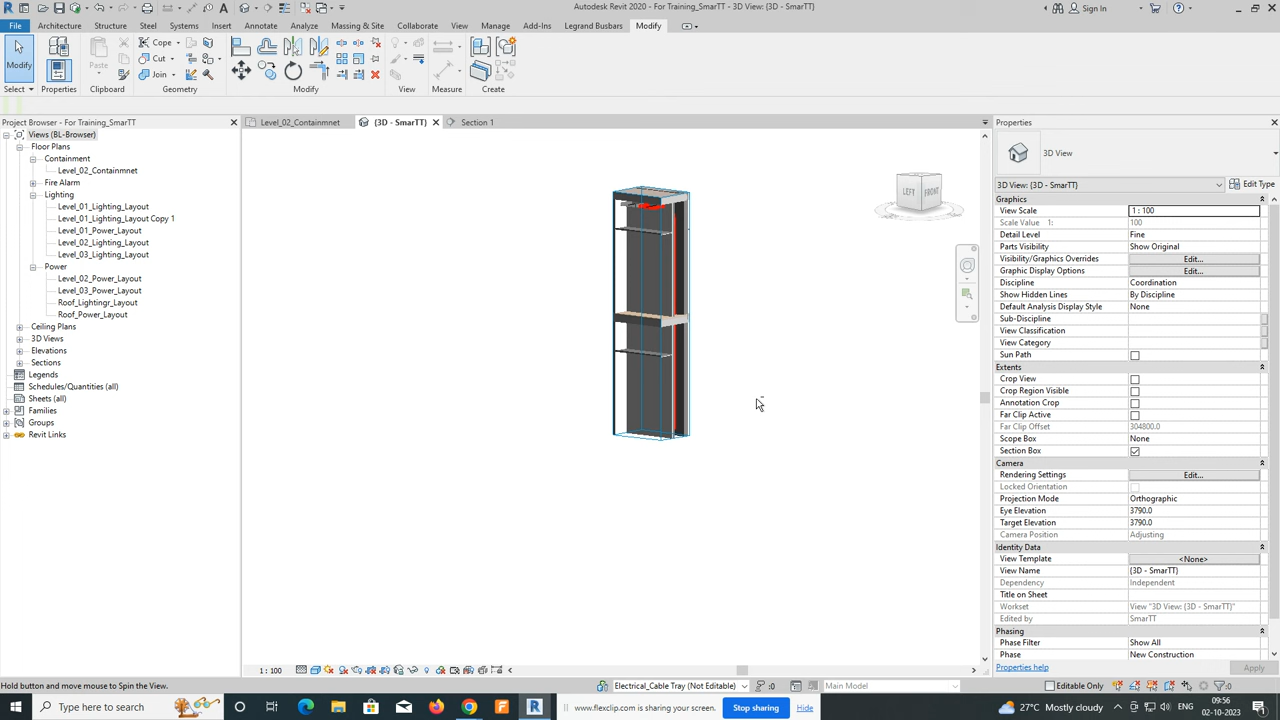 Autodesk Revit 2020 - For Training_SmarTT - 3D View: {3D - SmarTT}
Sign In
File Architecture Structure Steel Systems Insert Annotate Analyze Massing & Site Collaborate View Manage Add-Ins Legrand Busbars Modify
Modify
Paste
Cope
Cut
Join
Select Properties Clipboard Geometry Modify View Measure Create
Project Browser - For Training_SmarTT
Level_02_Containmnet {3D - SmarTT} Section 1
Properties
Views (BL-Browser)
Floor Plans
Containment
Level_02_Containmnet
Fire Alarm
Lighting
Level_01_Lighting_Layout
Level_01_Lighting_Layout Copy 1
Level_01_Power_Layout
Level_02_Lighting_Layout
Level_03_Lighting_Layout
Power
Level_02_Power_Layout
Level_03_Power_Layout
Roof_Lightingr_Layout
Roof_Power_Layout
Ceiling Plans
3D Views
Elevations
Sections
Legends
Schedules/Quantities (all)
Sheets (all)
Families
Groups
Revit Links
LEFT FRONT
3D View
3D View: {3D - SmarTT} Edit Type
Graphics
View Scale 1 : 100
Scale Value 1: 100
Detail Level Fine
Parts Visibility Show Original
Visibility/Graphics Overrides Edit...
Graphic Display Options Edit...
Discipline Coordination
Show Hidden Lines By Discipline
Default Analysis Display Style None
Sub-Discipline
View Classification
View Category
Sun Path
Extents
Crop View
Crop Region Visible
Annotation Crop
Far Clip Active
Far Clip Offset 304800.0
Scope Box None
Section Box
Camera
Rendering Settings Edit...
Locked Orientation
Projection Mode Orthographic
Eye Elevation 3790.0
Target Elevation 3790.0
Camera Position Adjusting
Identity Data
View Template <None>
View Name {3D - SmarTT}
Dependency Independent
Title on Sheet
Workset View "3D View: {3D - SmarTT}"
Edited by SmarTT
Phasing
Phase Filter Show All
Phase New Construction
Properties help Apply
1 : 100
Hold button and move mouse to Spin the View.
Electrical_Cable Tray (Not Editable) :0 Main Model Editable Only :0
Type here to search
www.flexclip.com is sharing your screen. Stop sharing Hide
27°C Mostly cloudy
09:56
02-10-2023